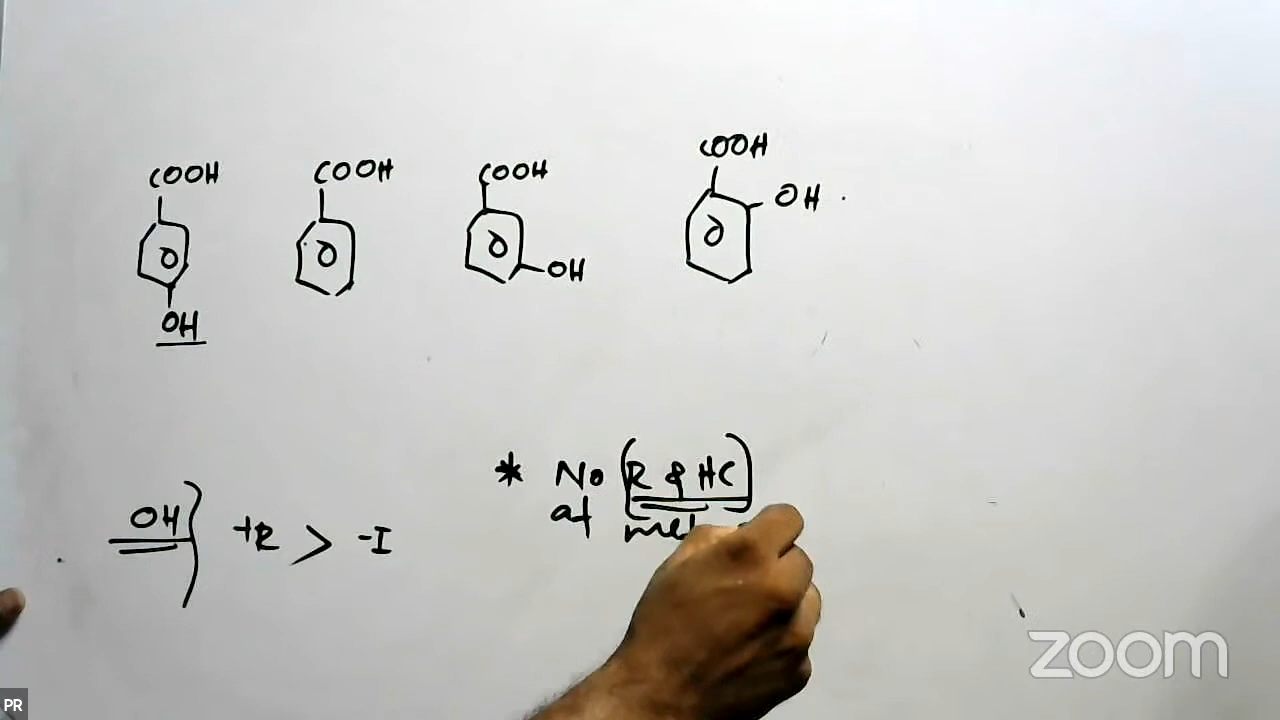 COOH
OH
COOH
COOH
OH
COOH
OH
OH
+R > -I
* No (R & HC)
at
zoom
PR